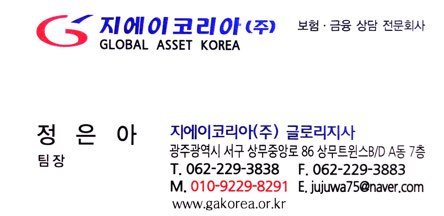 지에이코리아(주) 보험·금융 상담 전문회사
GLOBAL ASSET KOREA
정 은 아
팀장
지에이코리아(주) 글로리지사
광주광역시 서구 상무중앙로 86 상무트윈스B/D A동 7층
T. 062-229-3838 F. 062-229-3883
M. 010-9229-8291 E. jujuwa75@naver.com
www.gakorea.or.kr